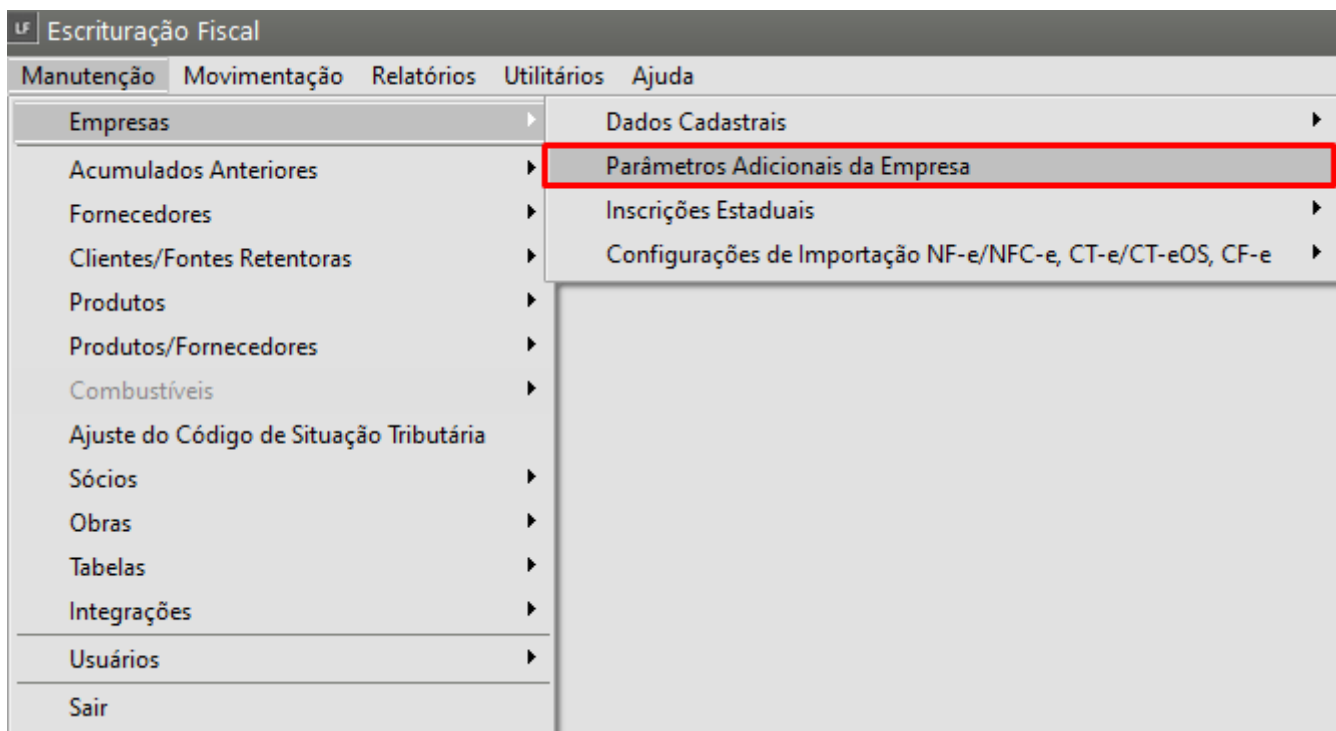 LF Escrituração Fiscal
Manutenção Movimentação Relatórios Utilitários Ajuda
Empresas
Acumulados Anteriores
Fornecedores
Clientes/Fontes Retentoras
Produtos
Produtos/Fornecedores
Combustíveis
Ajuste do Código de Situação Tributária
Sócios
Obras
Tabelas
Integrações
Usuários
Sair
Dados Cadastrais
Parâmetros Adicionais da Empresa
Inscrições Estaduais
Configurações de Importação NF-e/NFC-e, CT-e/CT-eOS, CF-e